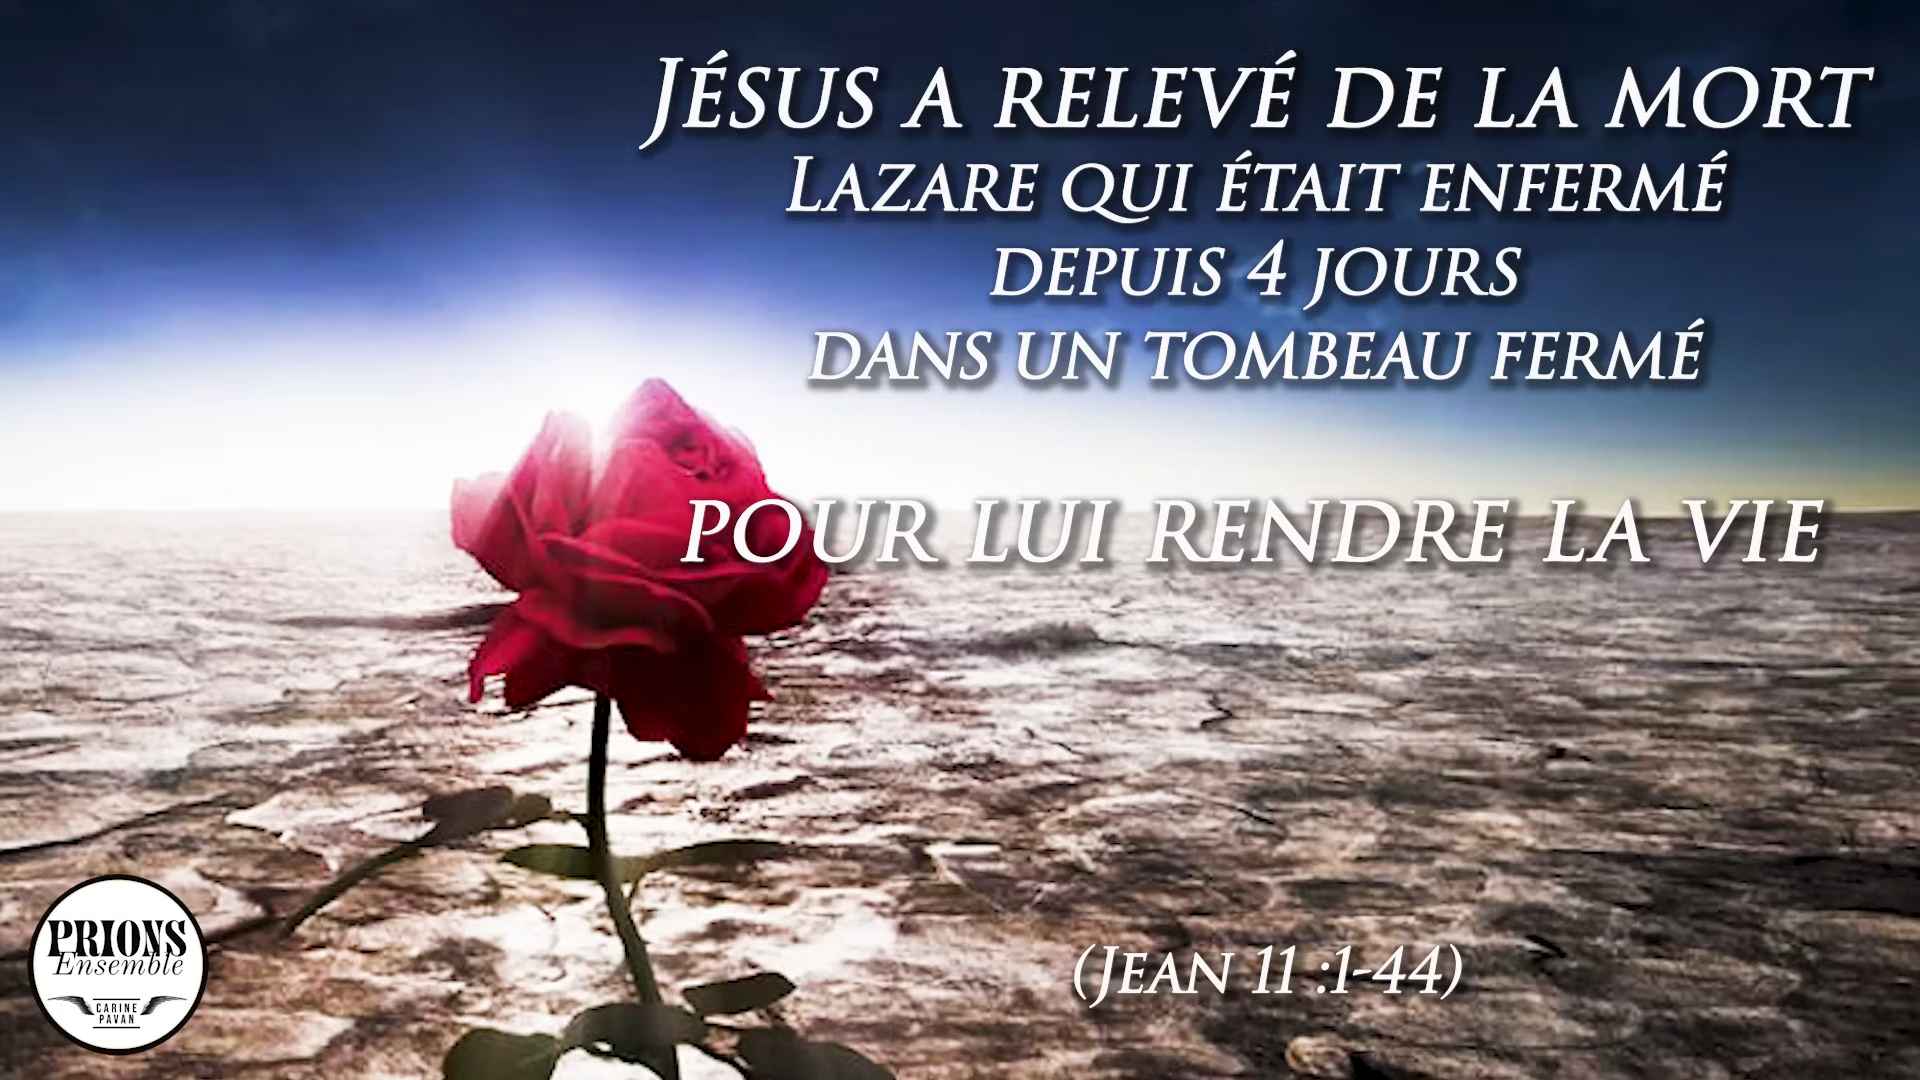 Jésus a relevé de la mort
Lazare qui était enfermé
depuis 4 jours
dans un tombeau fermé
pour lui rendre la vie
(Jean 11 :1-44)
PRIONS
Ensemble
CARINE
PAVAN